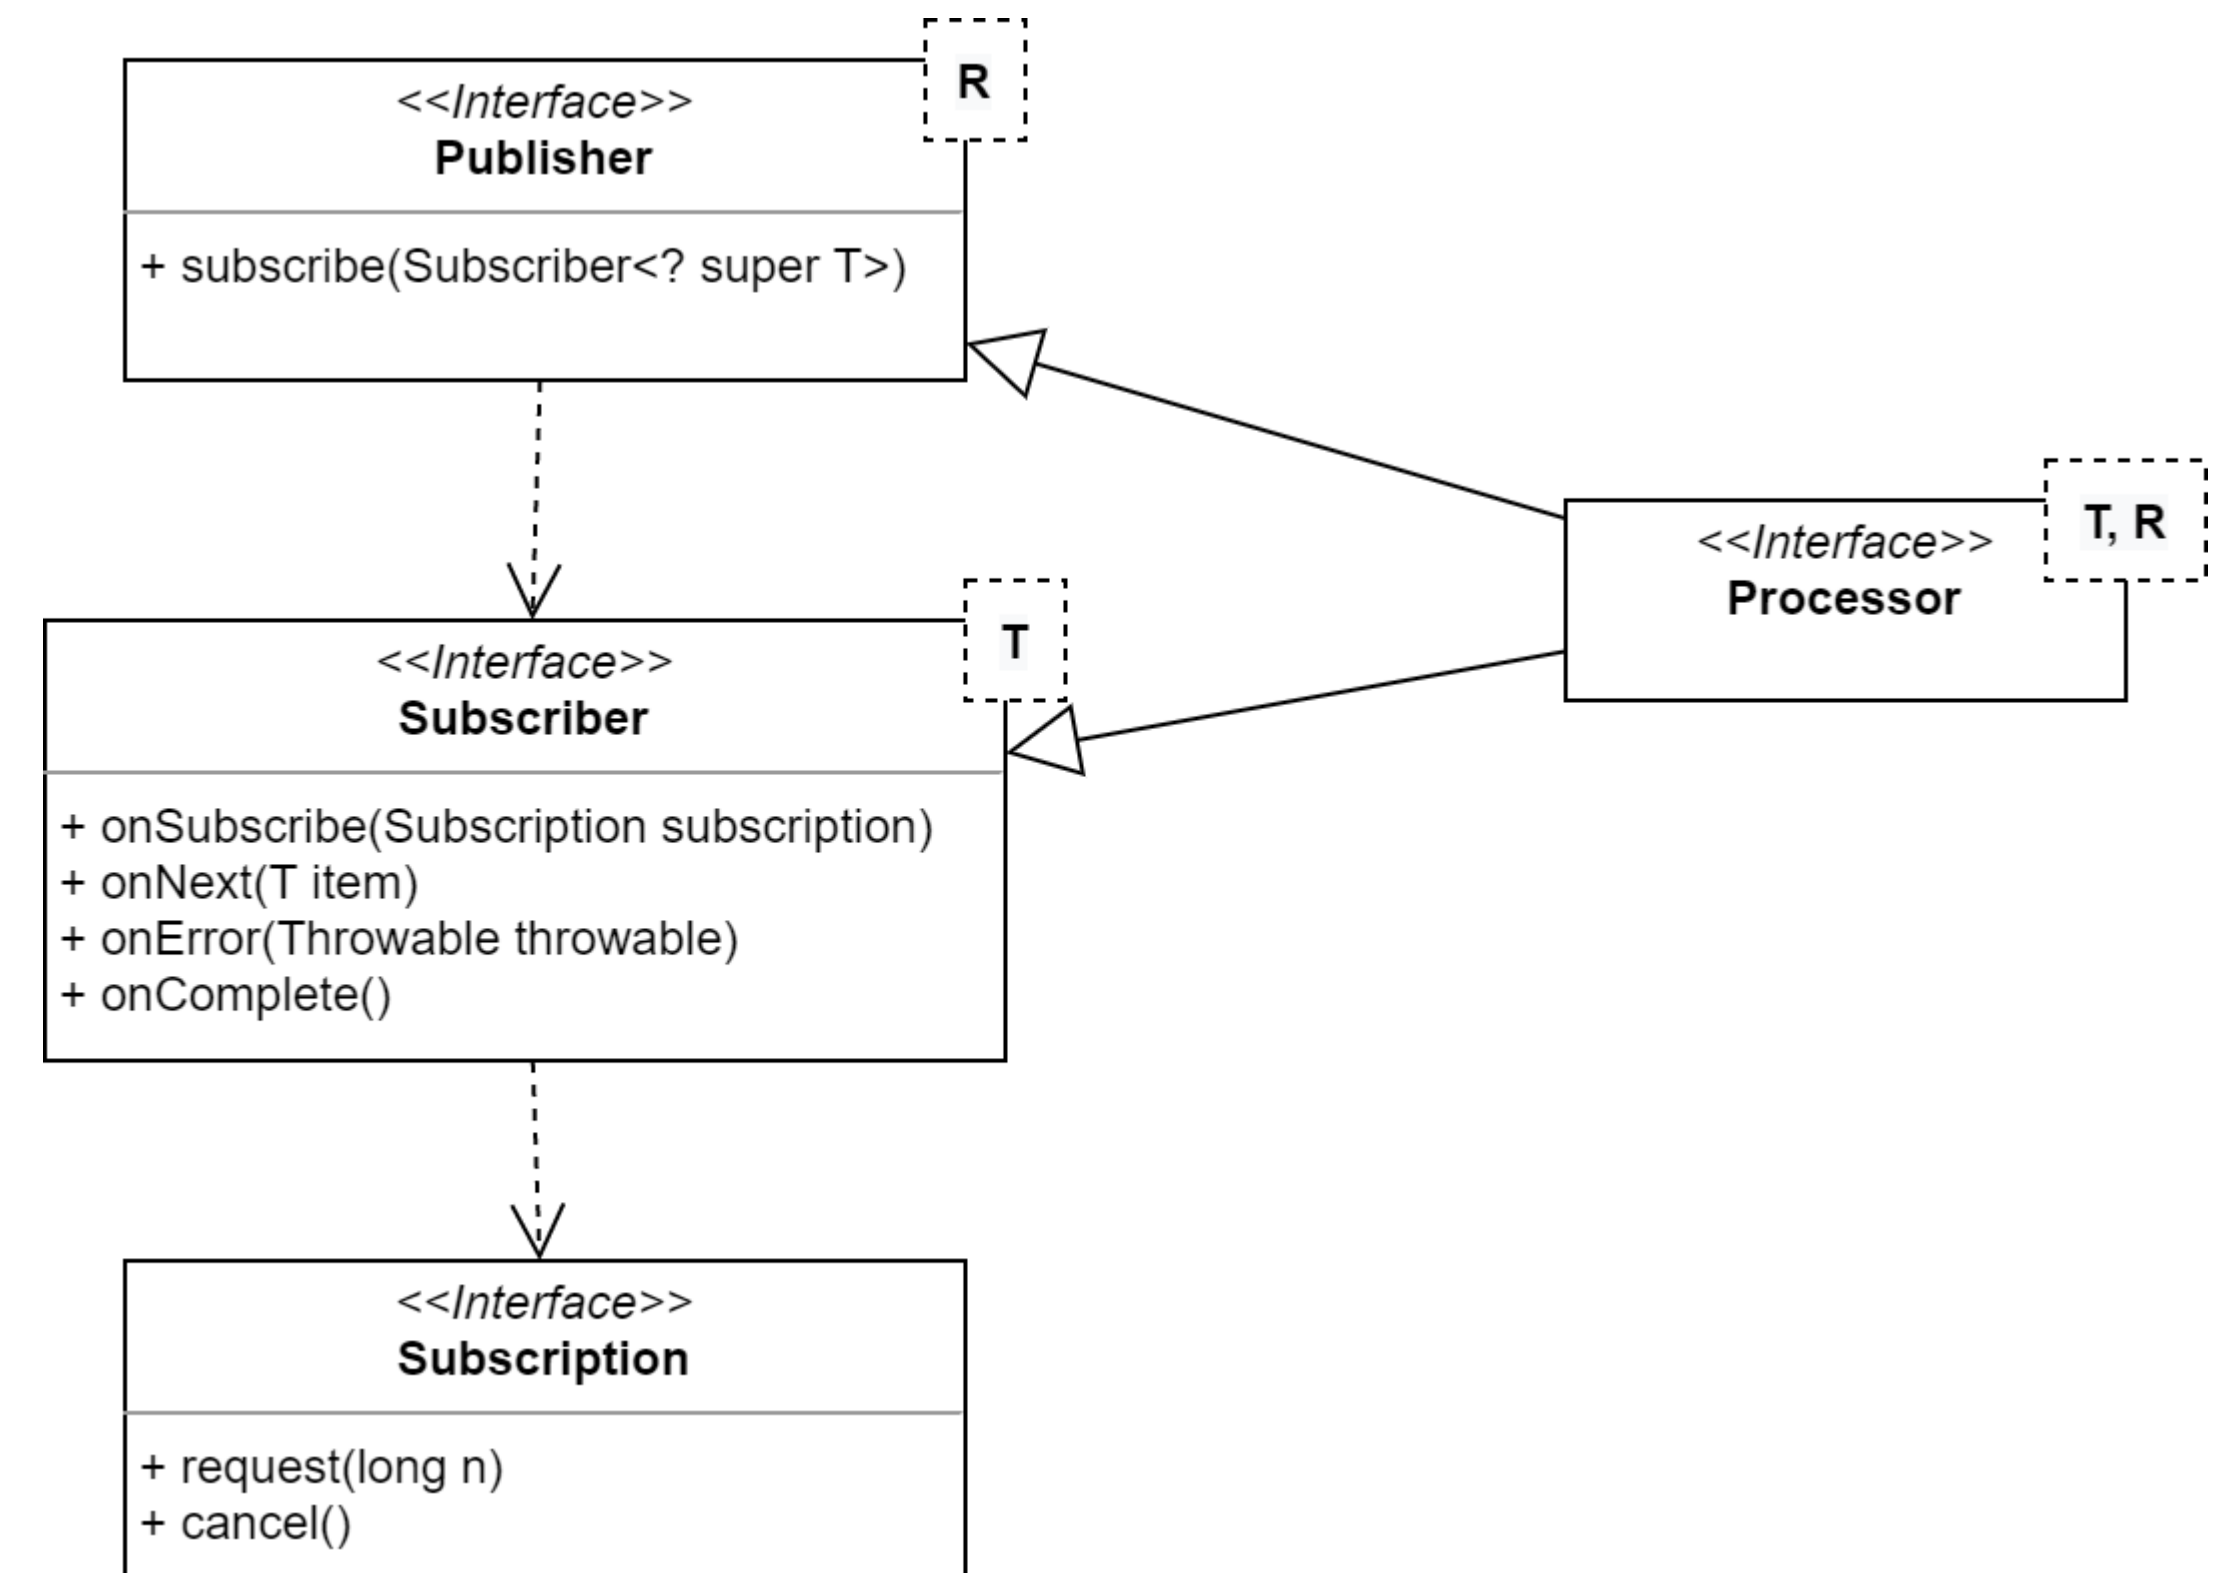 R
<<Interface>>
Publisher
+ subscribe(Subscriber<? super T>)
T, R
<<Interface>>
Processor
T
<<Interface>>
Subscriber
+ onSubscribe(Subscription subscription)
+ onNext(T item)
+ onError(Throwable throwable)
+ onComplete()
<<Interface>>
Subscription
+ request(long n)
+ cancel()